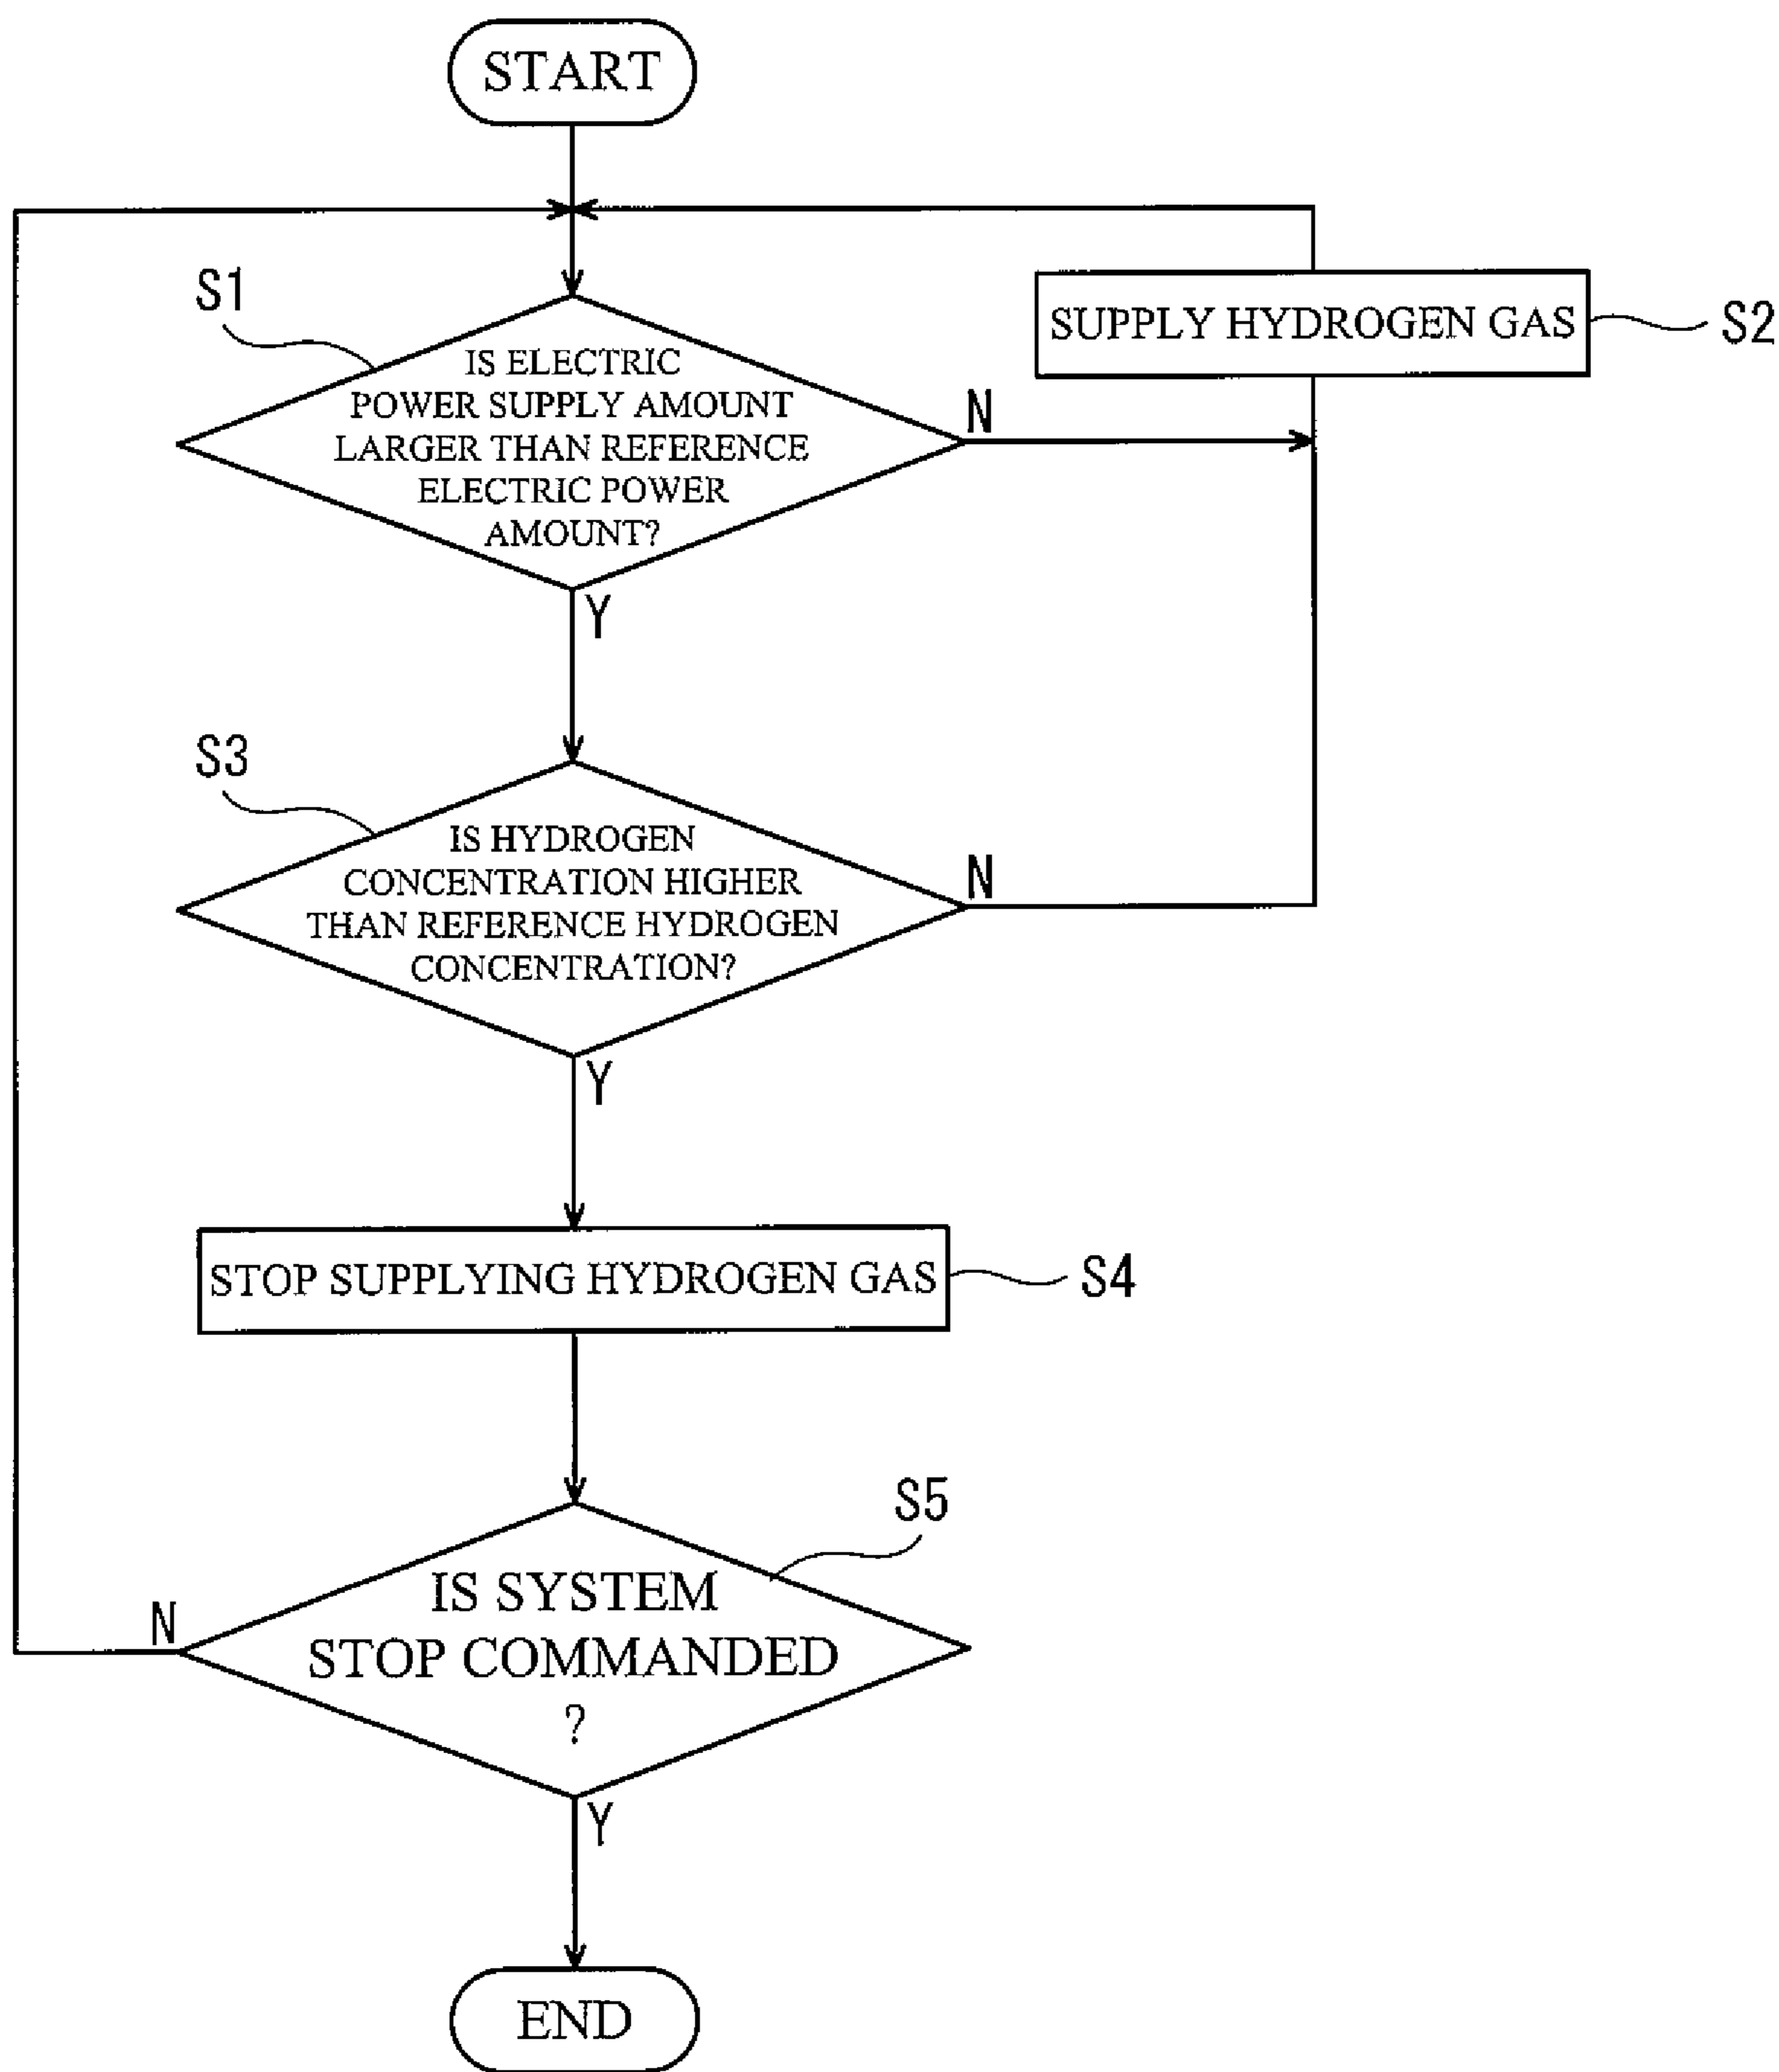 START
S1
IS ELECTRIC
POWER SUPPLY AMOUNT
LARGER THAN REFERENCE
ELECTRIC POWER
AMOUNT?
N
Y
SUPPLY HYDROGEN GAS
S2
S3
IS HYDROGEN
CONCENTRATION HIGHER
THAN REFERENCE HYDROGEN
CONCENTRATION?
N
Y
STOP SUPPLYING HYDROGEN GAS
S4
S5
IS SYSTEM
STOP COMMANDED
?
N
Y
END